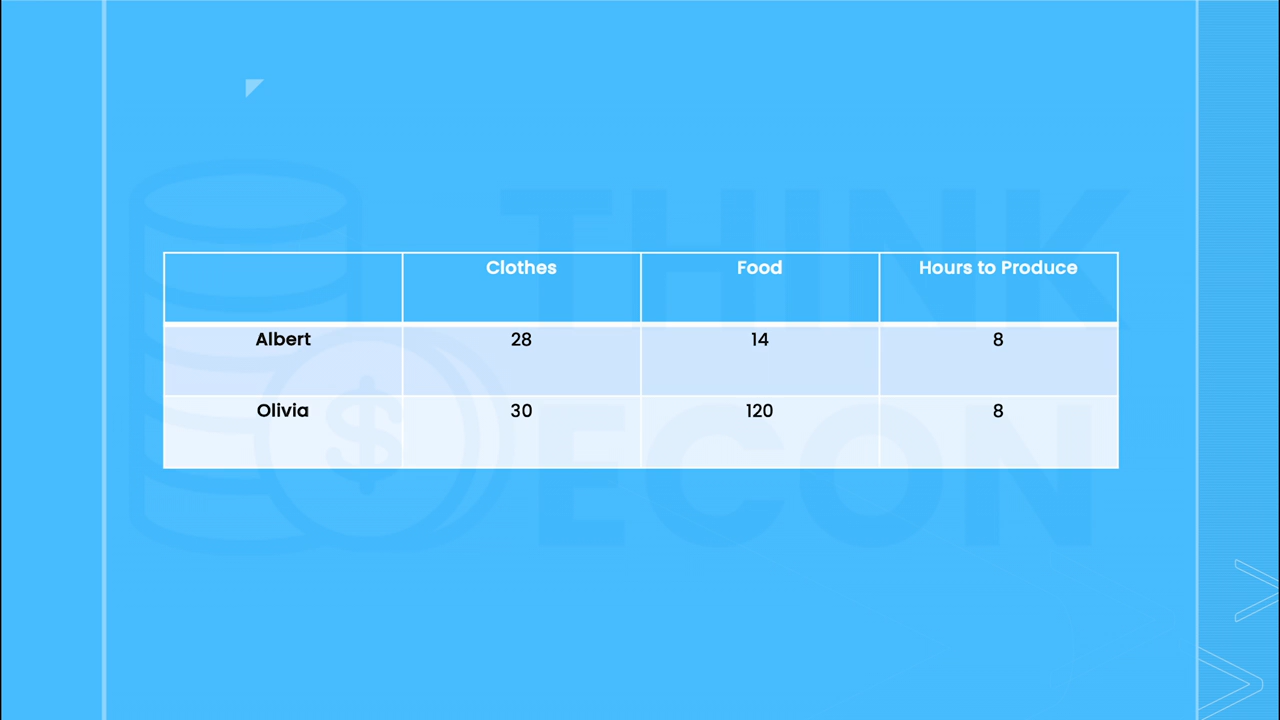 THINK
ECON
Clothes Food Hours to Produce
Albert 28 14 8
Olivia 30 120 8